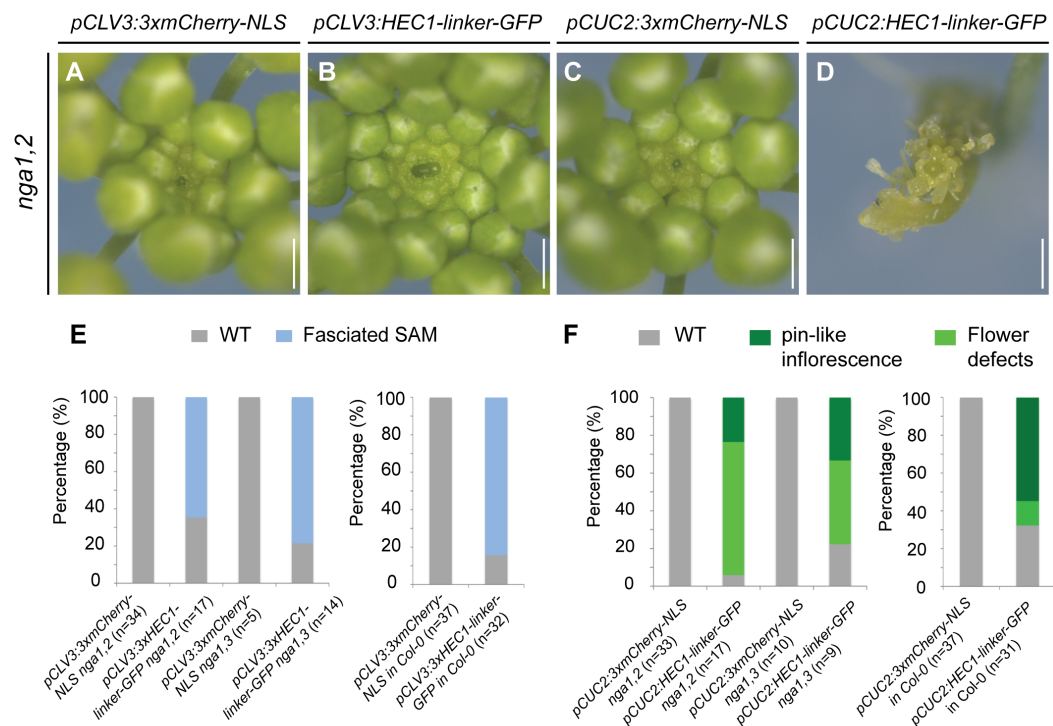 pCLV3:3xmCherry-NLS pCLV3:HEC1-linker-GFP pCUC2:3xmCherry-NLS pCUC2:HEC1-linker-GFP
nga1,2
A B C D
E
WT Fasciated SAM
Percentage (%)
100
80
60
40
20
0
pCLV3:3xmCherry-
NLS nga1,2 (n=34)
pCLV3:3xHEC1-
linker-GFP nga1,2 (n=17)
pCLV3:3xmCherry-
NLS nga1,3 (n=5)
pCLV3:3xHEC1-
linker-GFP nga1,3 (n=14)
Percentage (%)
100
80
60
40
20
0
pCLV3:3xmCherry-
NLS in Col-0 (n=37)
pCLV3:3xHEC1-linker-
GFP in Col-0 (n=32)
F
WT pin-like
inflorescence
Flower
defects
Percentage (%)
100
80
60
40
20
0
pCUC2:3xmCherry-NLS
nga1,2 (n=33)
pCUC2:HEC1-linker-GFP
nga1,2 (n=17)
pCUC2:3xmCherry-NLS
nga1,3 (n=10)
pCUC2:HEC1-linker-GFP
nga1,3 (n=9)
Percentage (%)
100
80
60
40
20
0
pCUC2:3xmCherry-NLS
in Col-0 (n=37)
pCUC2:HEC1-linker-GFP
in Col-0 (n=31)